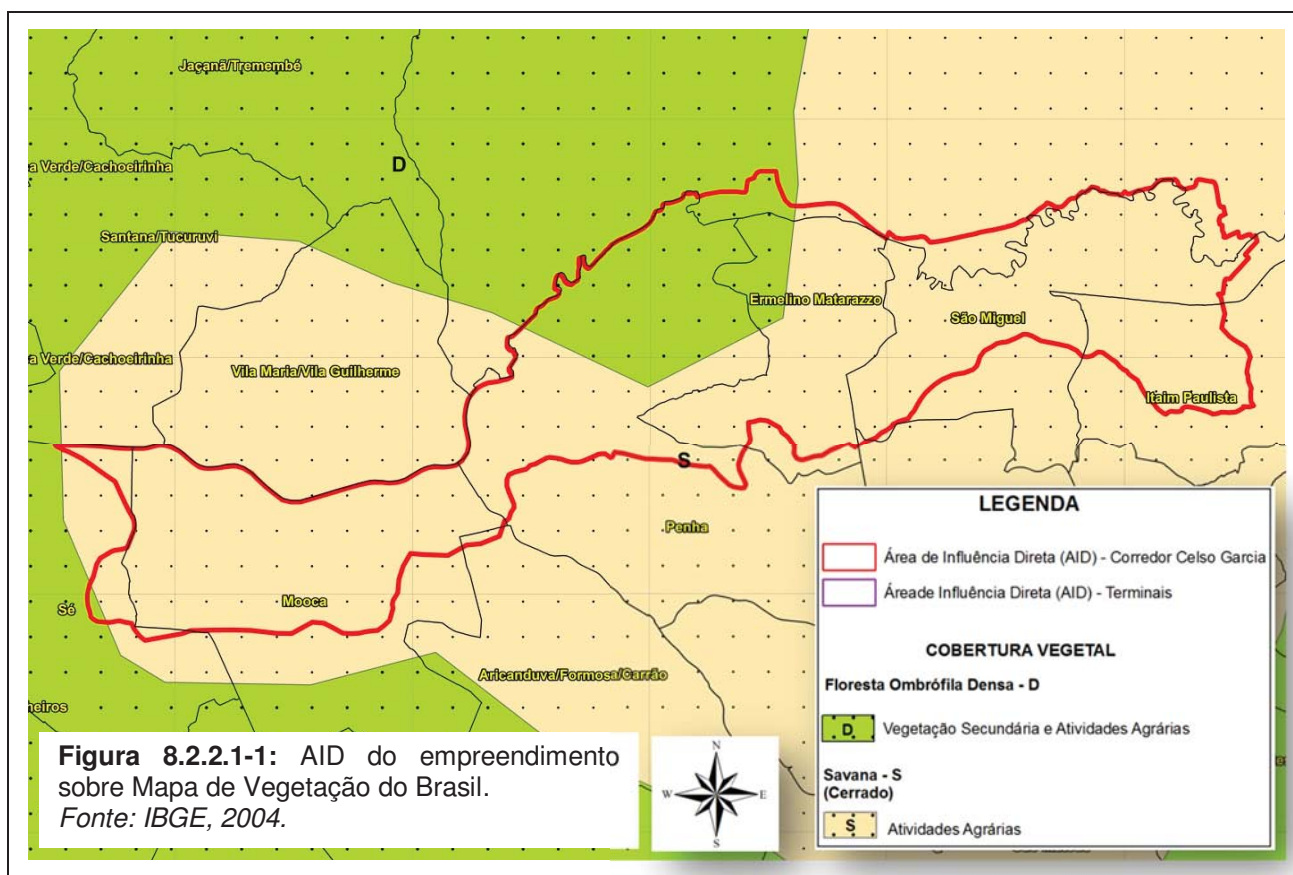 Jaçanã/Tremembé
a Verde/Cachoeirinha
D
Santana/Tucuruvi
Ermelino Matarazzo
São Miguel
a Verde/Cachoeirinha
Vila Maria/Vila Guilherme
Itaim Paulista
S
Penha
Sé
Mooca
Aricanduva/Formosa/Carrão
heiros
LEGENDA
Área de Influência Direta (AID) - Corredor Celso Garcia
Áreade Influência Direta (AID) - Terminais
COBERTURA VEGETAL
Floresta Ombrófila Densa - D
D Vegetação Secundária e Atividades Agrárias
Savana - S
(Cerrado)
S Atividades Agrárias
Figura 8.2.2.1-1: AID do empreendimento
sobre Mapa de Vegetação do Brasil.
Fonte: IBGE, 2004.
N
W E
S